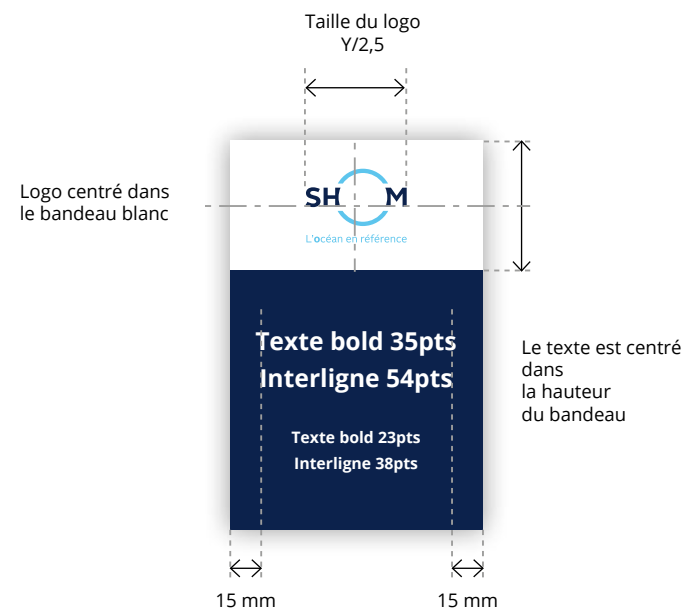 Taille du logo
Y/2,5
Logo centré dans
le bandeau blanc
SHOM
L'océan en référence
Texte bold 35pts
Interligne 54pts
Texte bold 23pts
Interligne 38pts
Le texte est centré
dans
la hauteur
du bandeau
15 mm
15 mm